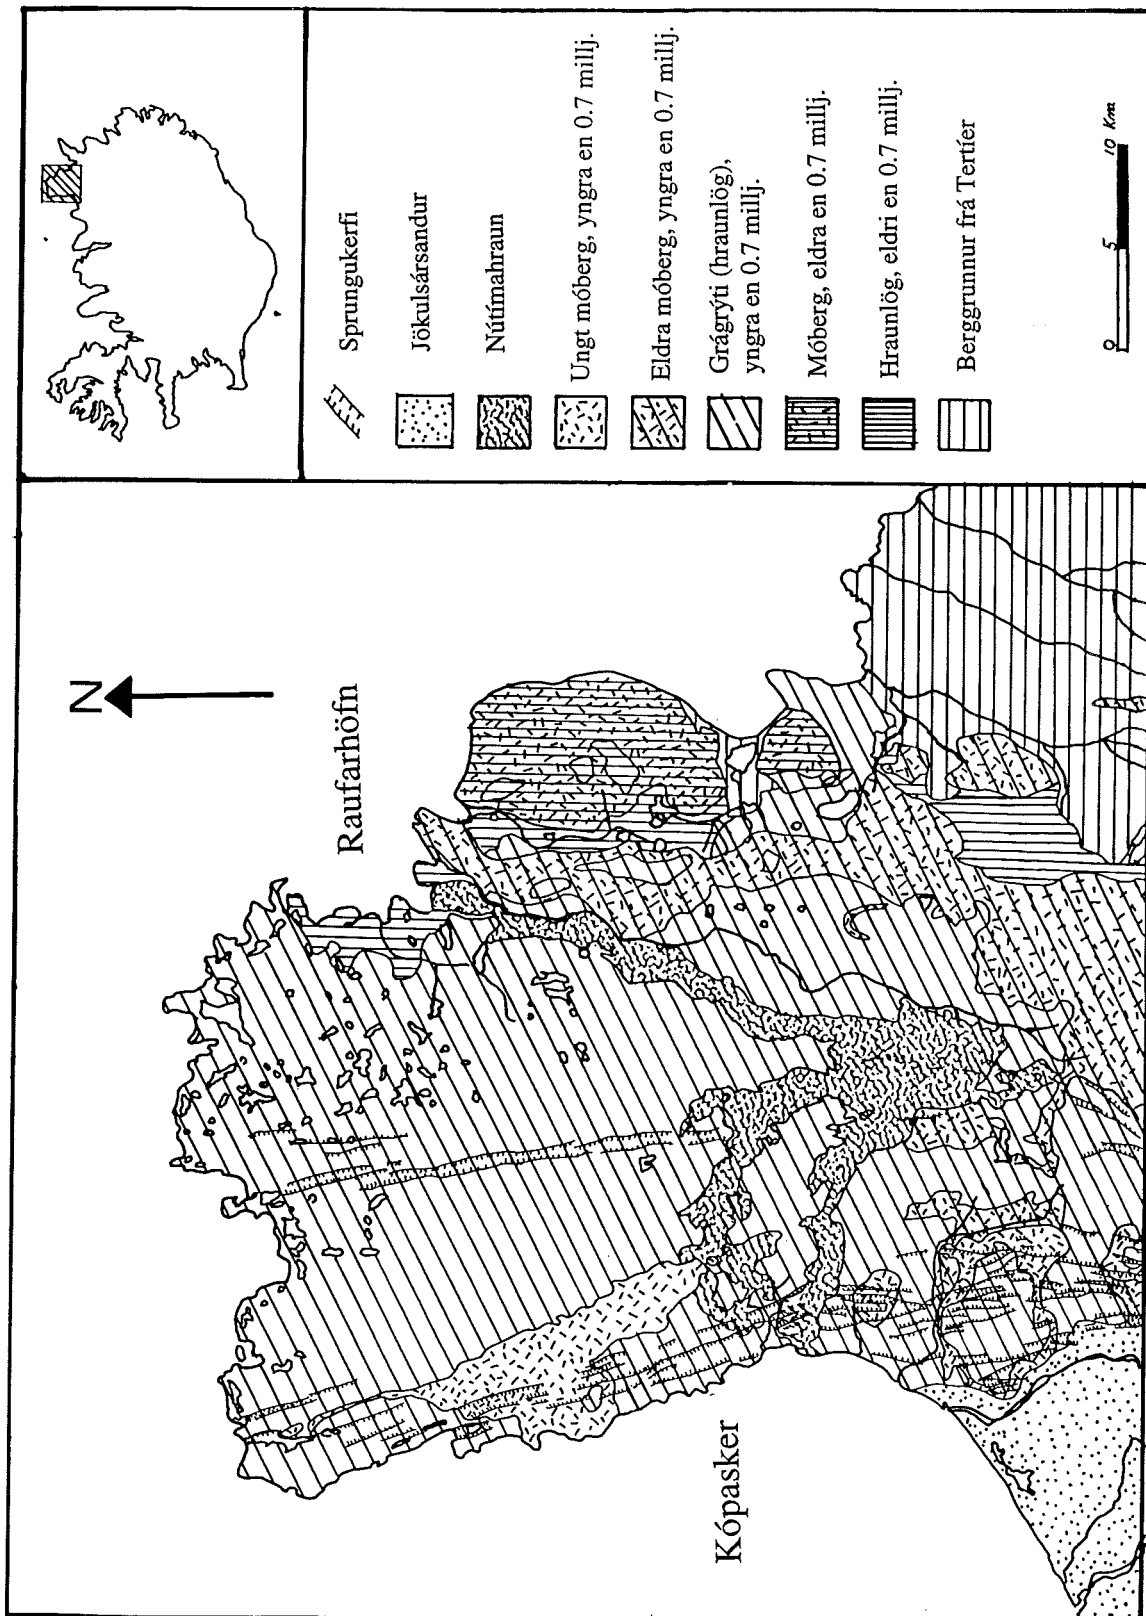 N
Raufarhöfn
Kópasker
Sprungukerfi
Jökulsársandur
Nútímahraun
Ungt móberg, yngra en 0.7 millj.
Eldra móberg, yngra en 0.7 millj.
Grágrýti (hraunlög),
yngra en 0.7 millj.
Móberg, eldra en 0.7 millj.
Hraunlög, eldri en 0.7 millj.
Berggrunnur frá Tertíer
0 5 10 Km